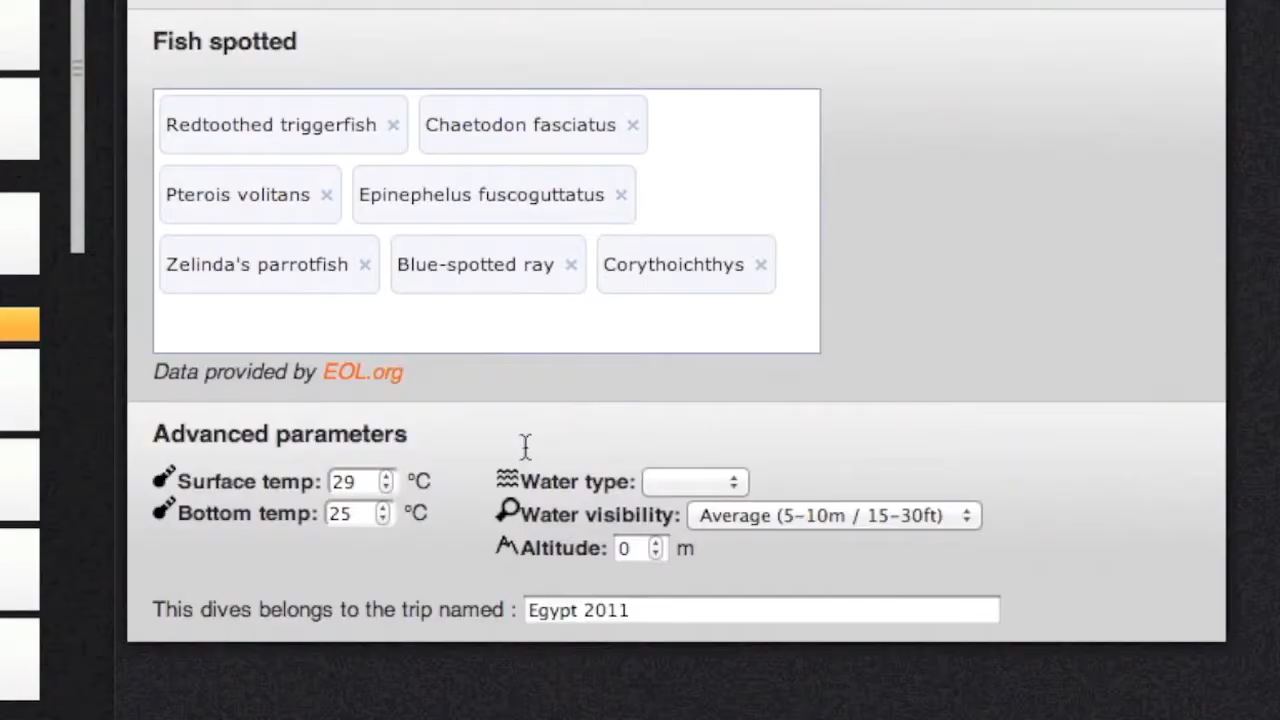 Fish spotted
Redtoothed triggerfish × Chaetodon fasciatus ×
Pterois volitans × Epinephelus fuscoguttatus ×
Zelinda's parrotfish × Blue-spotted ray × Corythoichthys ×
Data provided by EOL.org
Advanced parameters
Surface temp: 29 °C Water type:
Bottom temp: 25 °C Water visibility: Average (5-10m / 15-30ft)
Altitude: 0 m
This dives belongs to the trip named : Egypt 2011